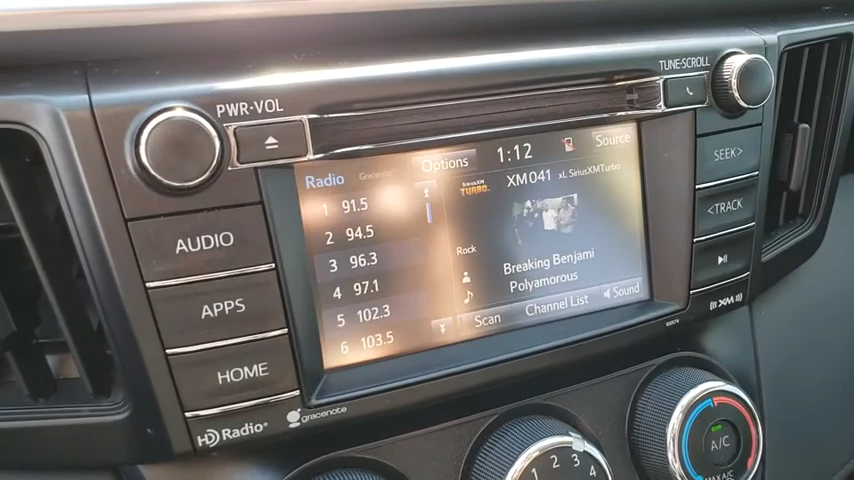 PWR·VOL
TUNE·SCROLL
AUDIO
APPS
HOME
HD Radio
gracenote
SEEK >
< TRACK
((XM))
Radio Gracenote Options 1:12 Source
SIRIUSXM TURBO XM041 xL SiriusXMTurbo
1 91.5
2 94.5
3 96.3
4 97.1
5 102.3
6 103.5
Rock
Breaking Benjami
Polyamorous
Scan Channel List Sound
1 2 3 4
A/C
MAX A/C